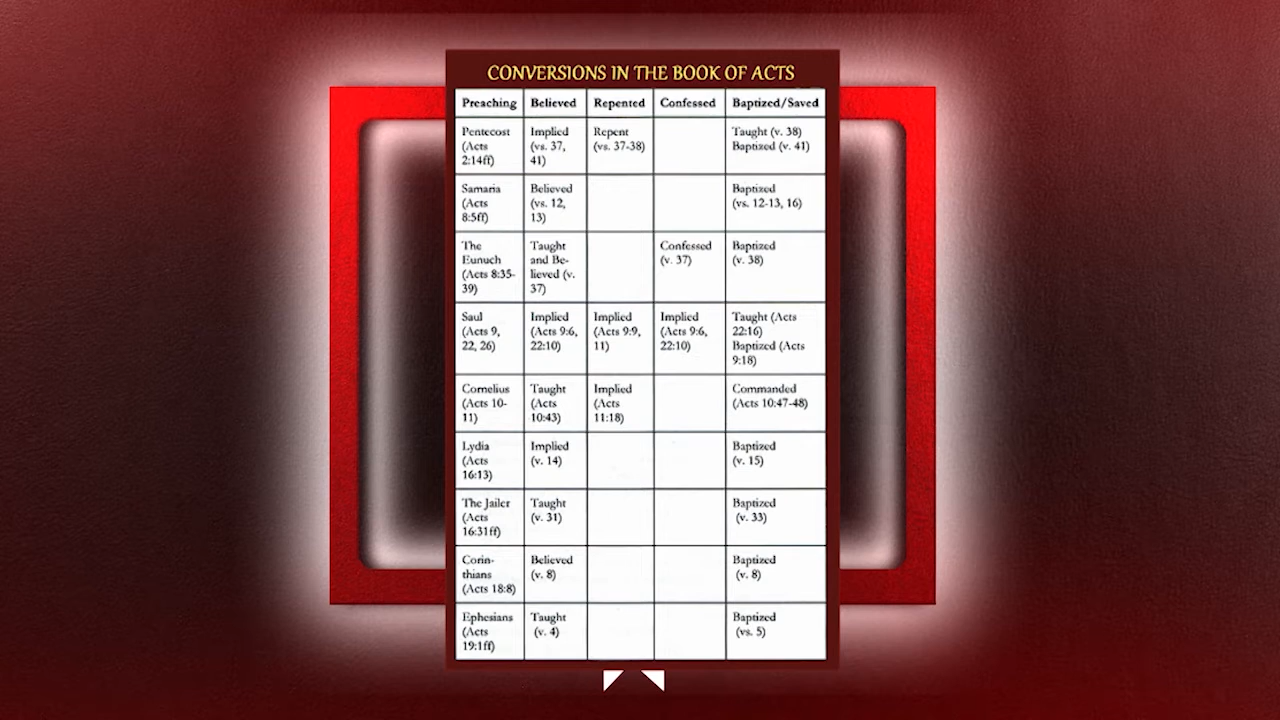 CONVERSIONS IN THE BOOK OF ACTS
Preaching Believed Repented Confessed Baptized/Saved
Pentecost
(Acts
2:14ff)
Implied
(vs. 37,
41)
Repent
(vs. 37-38)
Taught (v. 38)
Baptized (v. 41)
Samaria
(Acts
8:5ff)
Believed
(vs. 12,
13)
Baptized
(vs. 12-13, 16)
The
Eunuch
(Acts 8:35-
39)
Taught
and Be-
lieved (v.
37)
Confessed
(v. 37)
Baptized
(v. 38)
Saul
(Acts 9,
22, 26)
Implied
(Acts 9:6,
22:10)
Implied
(Acts 9:9,
11)
Implied
(Acts 9:6,
22:10)
Taught (Acts
22:16)
Baptized (Acts
9:18)
Cornelius
(Acts 10-
11)
Taught
(Acts
10:43)
Implied
(Acts
11:18)
Commanded
(Acts 10:47-48)
Lydia
(Acts
16:13)
Implied
(v. 14)
Baptized
(v. 15)
The Jailer
(Acts
16:31ff)
Taught
(v. 31)
Baptized
(v. 33)
Corin-
thians
(Acts 18:8)
Believed
(v. 8)
Baptized
(v. 8)
Ephesians
(Acts
19:1ff)
Taught
(v. 4)
Baptized
(vs. 5)